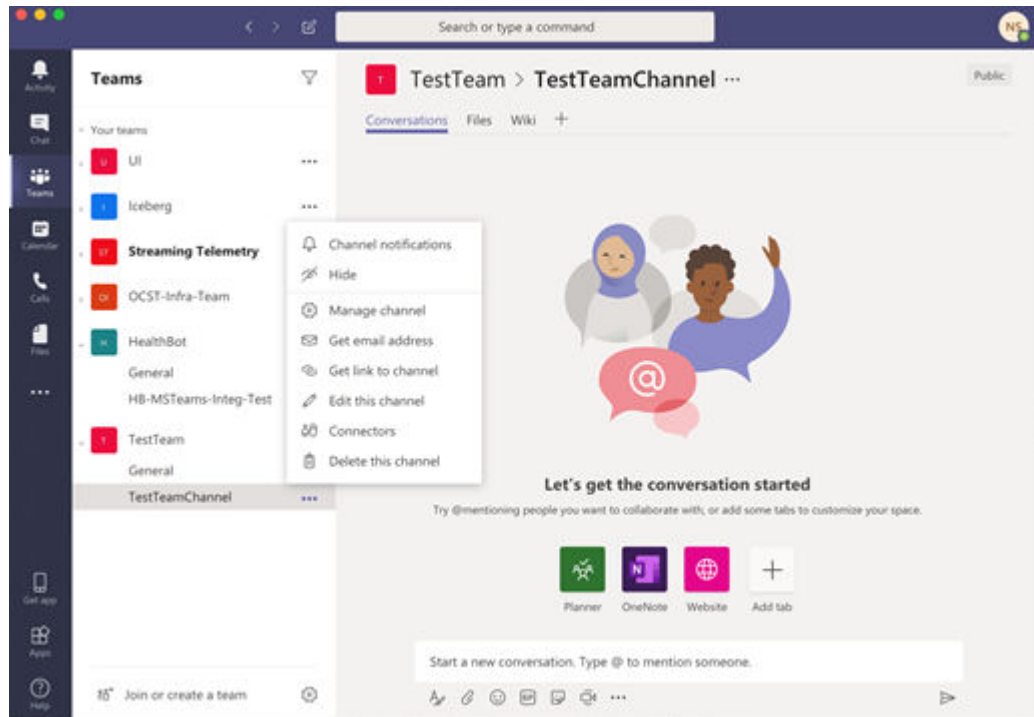 Search or type a command
NS
Activity
Chat
Teams
Calendar
Calls
Files
Get app
Apps
Help
Teams
Your teams
U UI
I Iceberg
ST Streaming Telemetry
OI OCST-Infra-Team
H HealthBot
General
HB-MSTeams-Integ-Test
T TestTeam
General
TestTeamChannel
Join or create a team
Channel notifications
Hide
Manage channel
Get email address
Get link to channel
Edit this channel
Connectors
Delete this channel
T TestTeam > TestTeamChannel ...
Public
Conversations Files Wiki +
@
Let's get the conversation started
Try @mentioning people you want to collaborate with, or add some tabs to customize your space.
N
Planner OneNote Website Add tab
Start a new conversation. Type @ to mention someone.
GIF